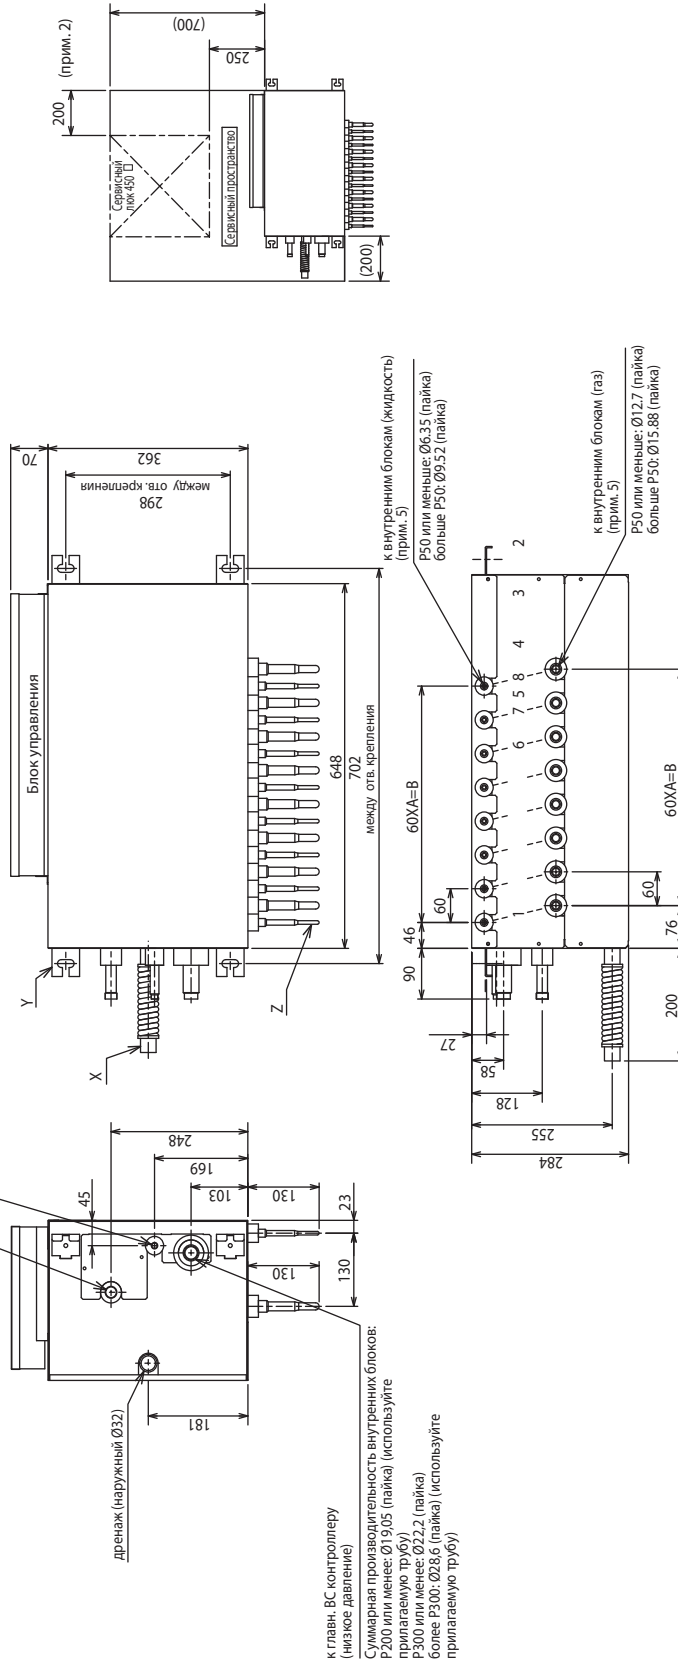 (прим. 2)
200
(700)
250
Сервисный
люк 450 □
Сервисное пространство
(200)
70
362
298
между отв. крепления
Блок управления
648
702
между отв. крепления
Y
X
Z
к внутренним блокам (жидкость)
(прим. 5)
P50 или меньше: Ø6.35 (пайка)
больше P50: Ø9.52 (пайка)
к внутренним блокам (газ)
(прим. 5)
P50 или меньше: Ø12.7 (пайка)
больше P50: Ø15.88 (пайка)
60XA=B
60
46
90
27
58
128
255
284
1
2
3
4
5
6
7
8
60XA=B
60
76
200
45
248
169
103
130
23
130
130
181
дренаж (наружный Ø32)
к главн. BC контроллеру
(низкое давление)
Суммарная производительность внутренних блоков:
P200 или менее: Ø19,05 (пайка) (используйте
прилагаемую трубу)
P300 или менее: Ø22,2 (пайка)
более P300: Ø28,6 (пайка) (используйте
прилагаемую трубу)